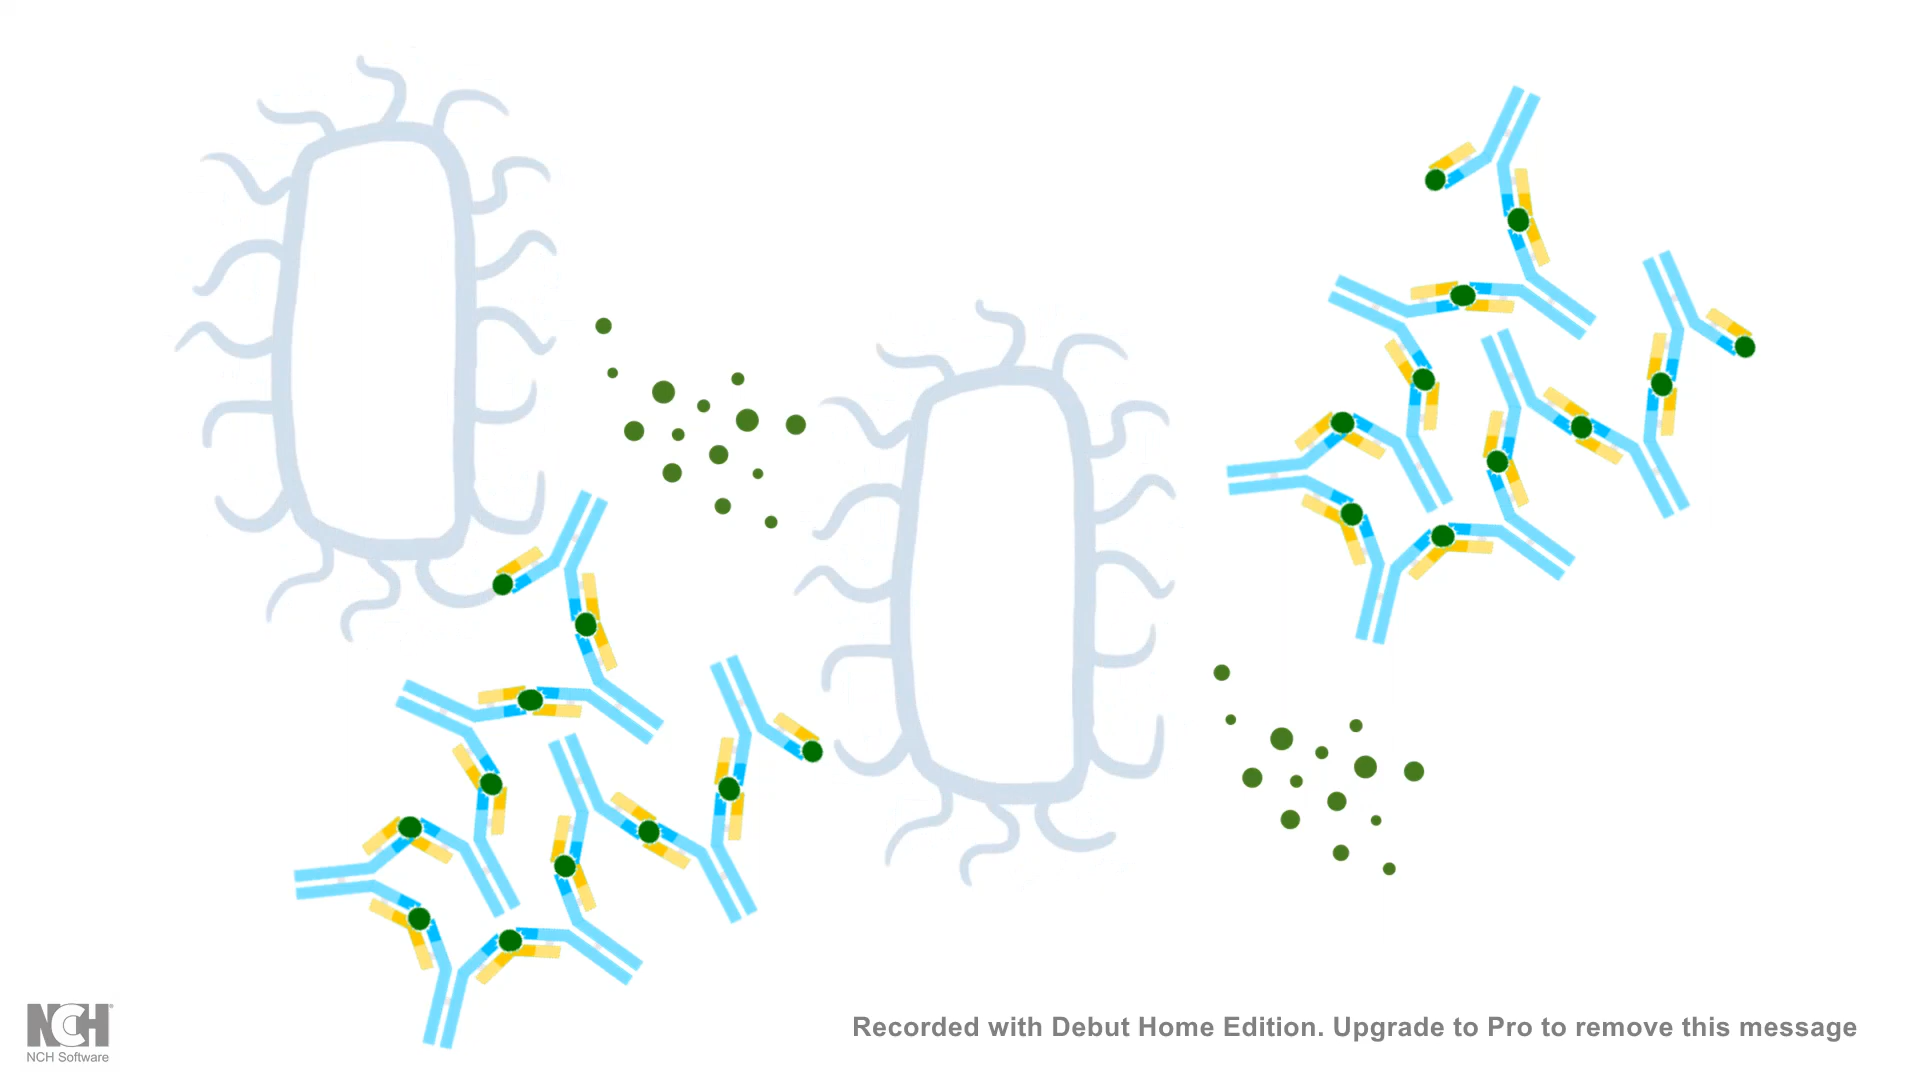 NCH
NCH Software
Recorded with Debut Home Edition. Upgrade to Pro to remove this message